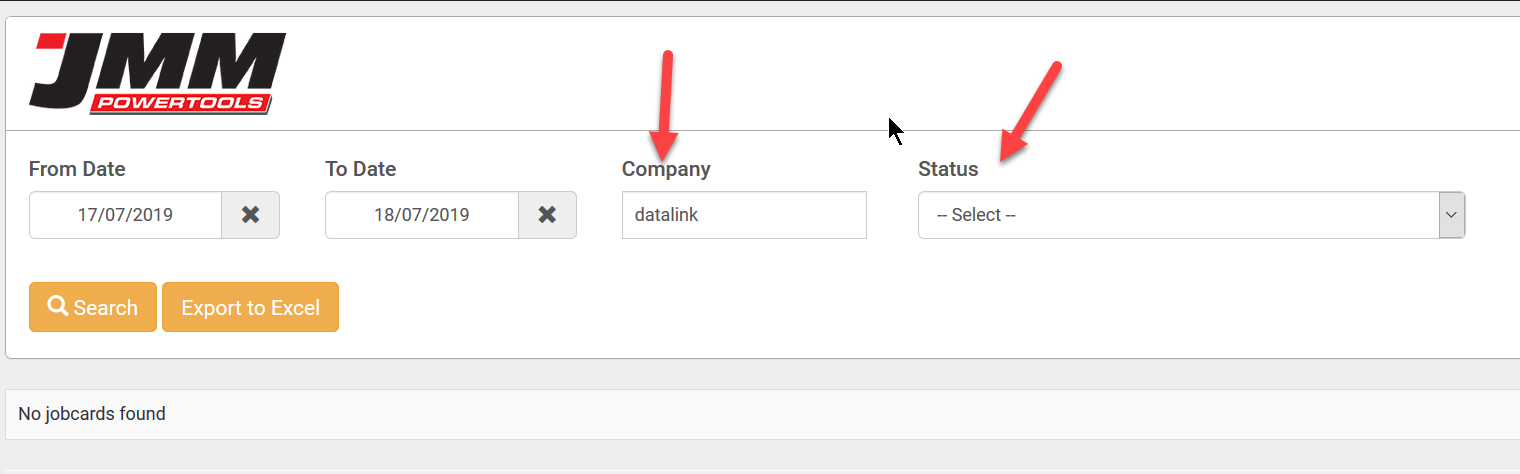 JMM
POWERTOOLS
From Date To Date Company Status
17/07/2019 18/07/2019 datalink -- Select --
Search Export to Excel
No jobcards found